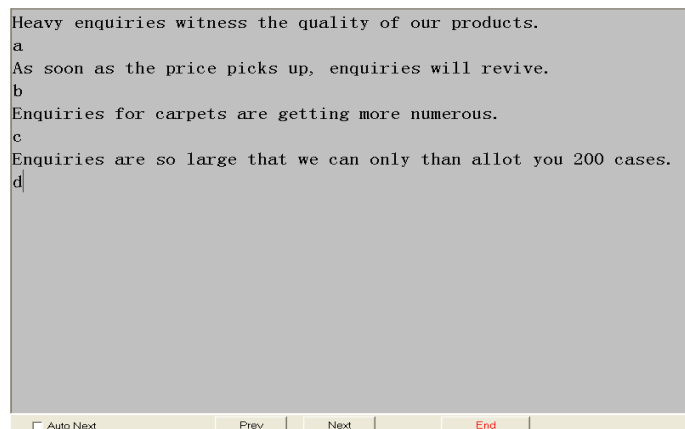 Heavy enquiries witness the quality of our products.
a
As soon as the price picks up, enquiries will revive.
b
Enquiries for carpets are getting more numerous.
c
Enquiries are so large that we can only than allot you 200 cases.
d
Auto Next Prev Next End